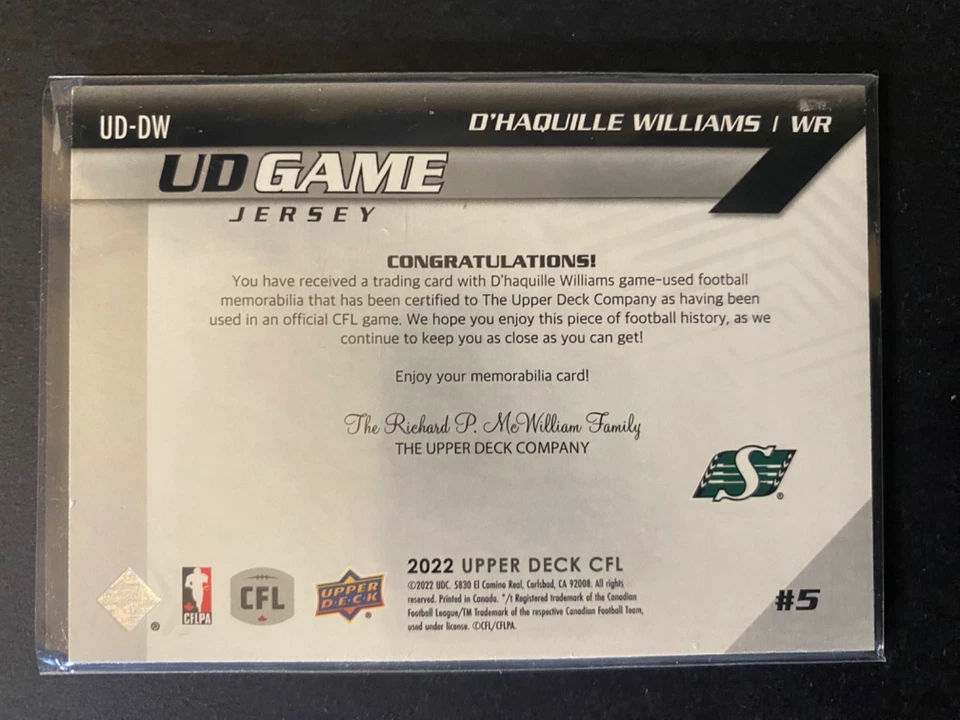 UD-DW
D'HAQUILLE WILLIAMS | WR
UD GAME
JERSEY
CONGRATULATIONS!
You have received a trading card with D'haquille Williams game-used football
memorabilia that has been certified to The Upper Deck Company as having been
used in an official CFL game. We hope you enjoy this piece of football history, as we
continue to keep you as close as you can get!
Enjoy your memorabilia card!
The Richard P. McWilliam Family
THE UPPER DECK COMPANY
S ®
2022 UPPER DECK CFL
©2022 UDC. 5830 El Camino Real, Carlsbad, CA 92008. All rights
reserved. Printed in Canada. ®/† Registered trademark of the Canadian
Football League/TM Trademark of the respective Canadian Football Team,
used under license. ©CFL/CFLPA.
®
CFLPA
CFL
UPPER
DECK ®
#5